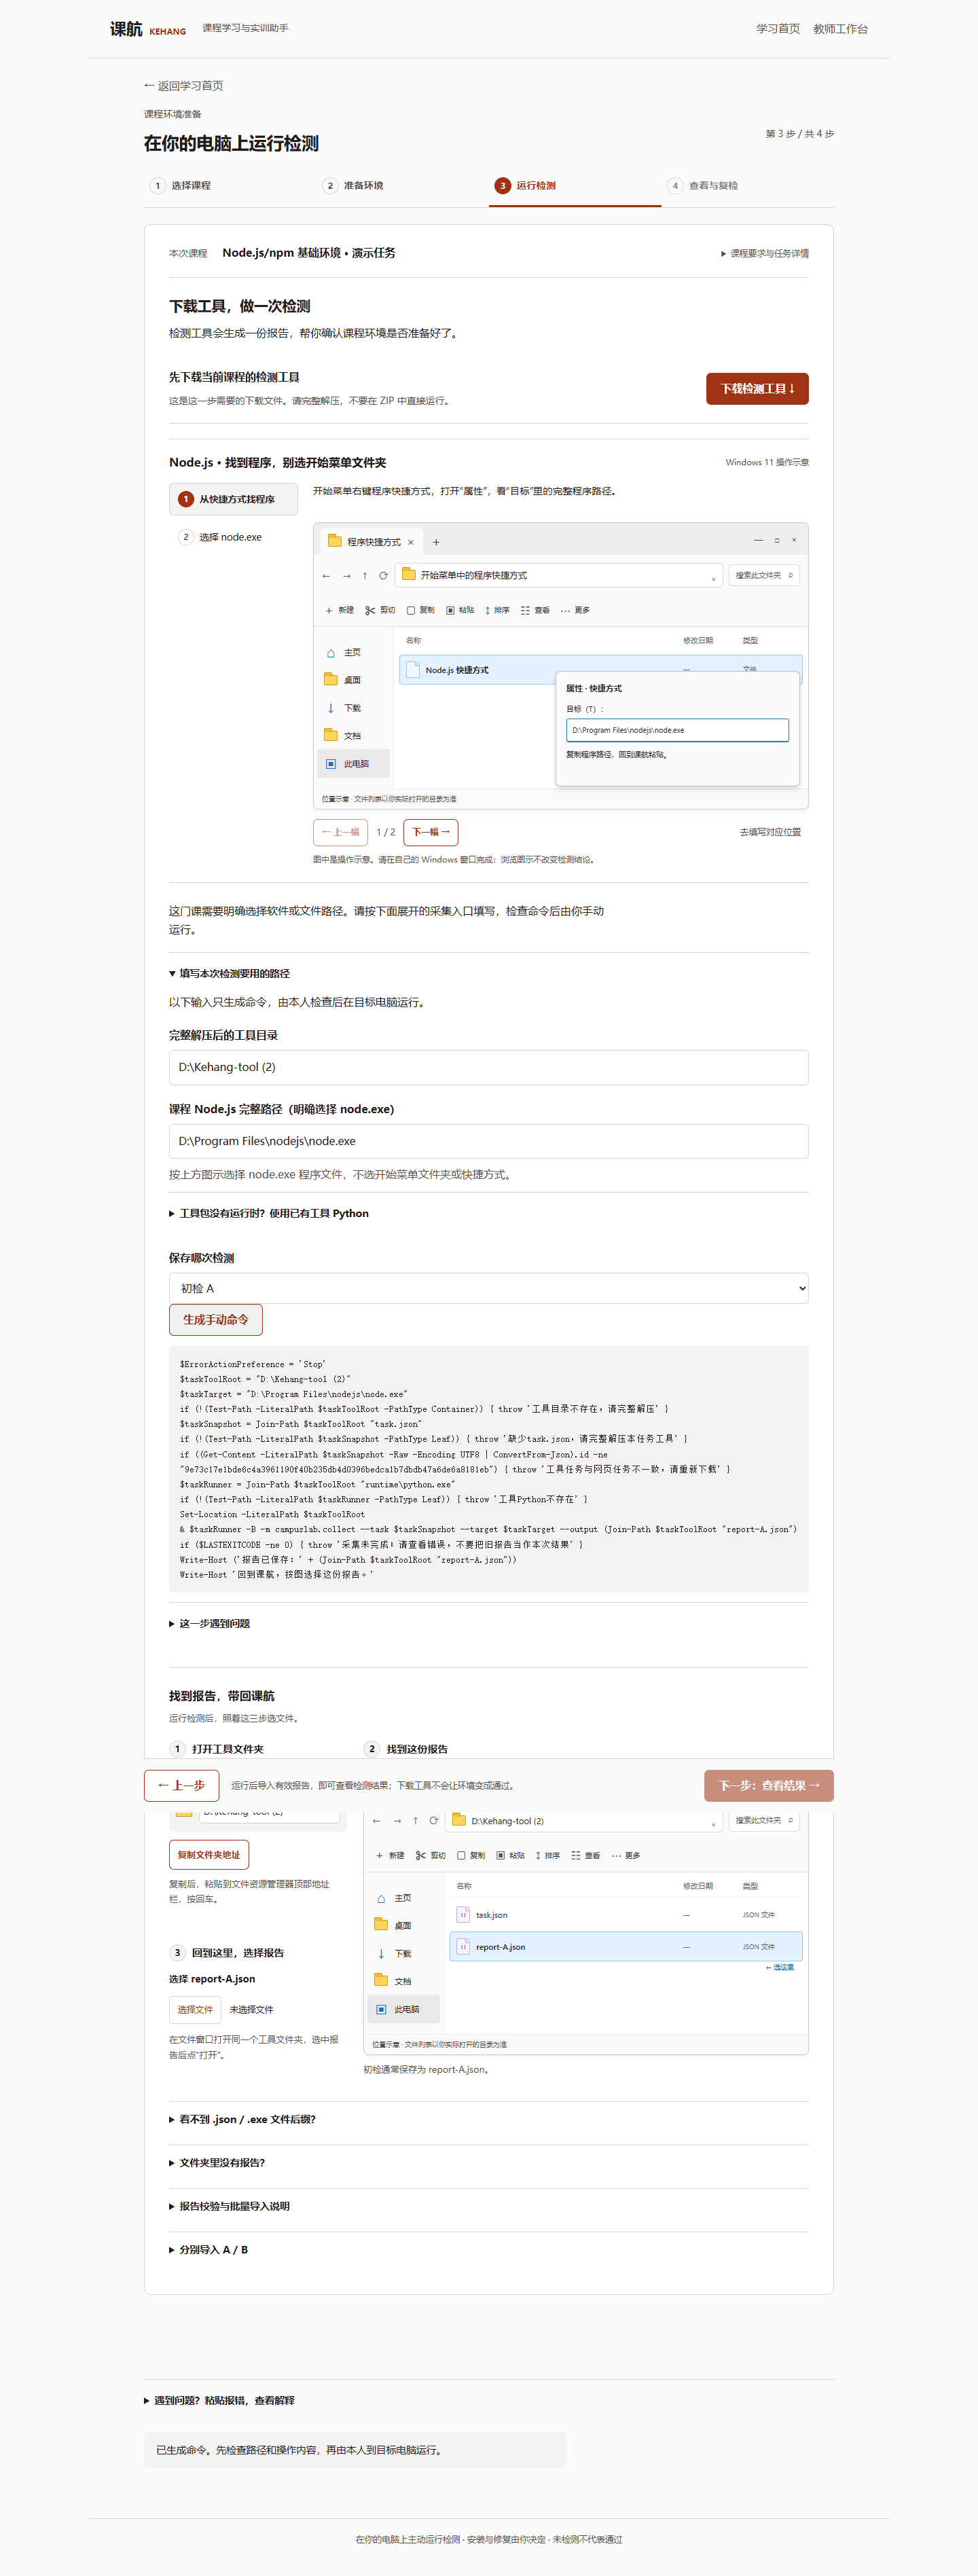 课航 KEHANG 课程学习与实训助手
学习首页 教师工作台
← 返回学习首页
课程环境准备
在你的电脑上运行检测
第 3 步 / 共 4 步
1 选择课程
2 准备环境
3 运行检测
4 查看与复检
本次课程 Node.js/npm 基础环境 • 演示任务
▶ 课程要求与任务详情
下载工具，做一次检测
检测工具会生成一份报告，帮你确认课程环境是否准备好了。
先下载当前课程的检测工具
这是这一步需要的下载文件。请完整解压，不要在 ZIP 中直接运行。
下载检测工具 ↓
Node.js • 找到程序，别选开始菜单文件夹
Windows 11 操作示意
1 从快捷方式找程序
2 选择 node.exe
开始菜单右键程序快捷方式，打开“属性”，看“目标”里的完整程序路径。
程序快捷方式 × +
— □ ×
← → ↑ 开始菜单中的程序快捷方式
搜索此文件夹
+ 新建 剪切 复制 粘贴 排序 查看 … 更多
主页
桌面
下载
文档
此电脑
名称 修改日期 类型
Node.js 快捷方式 — 文件
属性 · 快捷方式
目标（T）：
D:\Program Files\nodejs\node.exe
复制程序路径，回到课航粘贴。
位置示意 · 文件列表以你实际打开的目录为准
← 上一幅
1 / 2
下一幅 →
去填写对应位置
图中是操作示意。请在自己的 Windows 窗口完成；浏览图示不改变检测结论。
这门课需要明确选择软件或文件路径。请按下面展开的采集入口填写，检查命令后由你手动
运行。
▼ 填写本次检测要用的路径
以下输入只生成命令，由本人检查后在目标电脑运行。
完整解压后的工具目录
D:\Kehang-tool (2)
课程 Node.js 完整路径（明确选择 node.exe）
D:\Program Files\nodejs\node.exe
按上方图示选择 node.exe 程序文件，不选开始菜单文件夹或快捷方式。
▶ 工具包没有运行时？使用已有工具 Python
保存哪次检测
初检 A
生成手动命令
$ErrorActionPreference = 'Stop'
$taskToolRoot = "D:\Kehang-tool (2)"
$taskTarget = "D:\Program Files\nodejs\node.exe"
if (!(Test-Path -LiteralPath $taskToolRoot -PathType Container)) { throw '工具目录不存在，请完整解压' }
$taskSnapshot = Join-Path $taskToolRoot "task.json"
if (!(Test-Path -LiteralPath $taskSnapshot -PathType Leaf)) { throw '缺少task.json，请完整解压本任务工具' }
if ((Get-Content -LiteralPath $taskSnapshot -Raw -Encoding UTF8 | ConvertFrom-Json).id -ne
"9e73c17e1bde6c4a3961190f40b235db4d0396bedca1b7dbdb47a6de6a8181eb") { throw '工具任务与网页任务不一致，请重新下载' }
$taskRunner = Join-Path $taskToolRoot "runtime\python.exe"
if (!(Test-Path -LiteralPath $taskRunner -PathType Leaf)) { throw '工具Python不存在' }
Set-Location -LiteralPath $taskToolRoot
& $taskRunner -B -m campuslab.collect --task $taskSnapshot --target $taskTarget --output (Join-Path $taskToolRoot "report-A.json")
if ($LASTEXITCODE -ne 0) { throw '采集未完成；请查看错误，不要把旧报告当作本次结果' }
Write-Host ('报告已保存：' + (Join-Path $taskToolRoot "report-A.json"))
Write-Host '回到课航，按图选择这份报告。'
▶ 这一步遇到问题
找到报告，带回课航
运行检测后，照着这三步选文件。
1 打开工具文件夹
2 找到这份报告
← 上一步
运行后导入有效报告，即可查看检测结果；下载工具不会让环境变成通过。
下一步：查看结果 →
← → ↑ D:\Kehang-tool (2)
搜索此文件夹
复制文件夹地址
复制后，粘贴到文件资源管理器顶部地址
栏，按回车。
+ 新建 剪切 复制 粘贴 排序 查看 … 更多
主页
桌面
下载
文档
此电脑
名称 修改日期 类型
task.json — JSON 文件
report-A.json — JSON 文件
← 选这里
位置示意 · 文件列表以你实际打开的目录为准
初检通常保存为 report-A.json。
3 回到这里，选择报告
选择 report-A.json
选择文件 未选择文件
在文件窗口打开同一个工具文件夹，选中报
告后点“打开”。
▶ 看不到 .json / .exe 文件后缀？
▶ 文件夹里没有报告？
▶ 报告校验与批量导入说明
▶ 分别导入 A / B
▶ 遇到问题？粘贴报错，查看解释
已生成命令。先检查路径和操作内容，再由本人到目标电脑运行。
在你的电脑上主动运行检测 · 安装与修复由你决定 · 未检测不代表通过